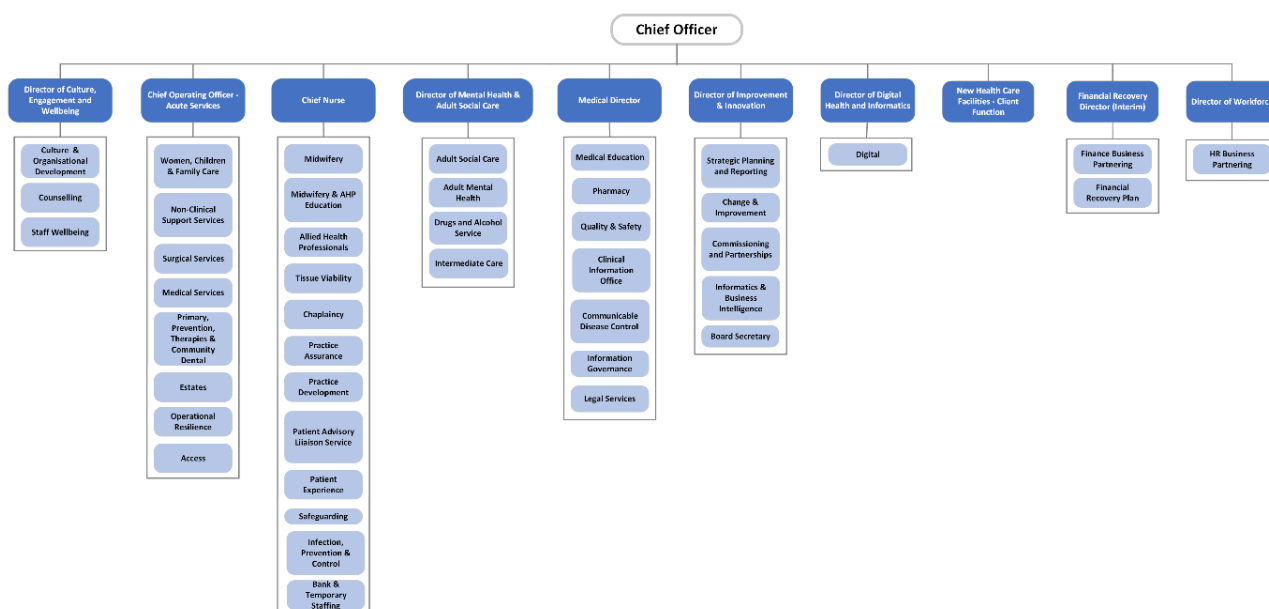 Chief Officer
Director of Culture,
Engagement and
Wellbeing
Culture &
Organisational
Development
Counselling
Staff Wellbeing
Chief Operating Officer -
Acute Services
Women, Children
& Family Care
Non-Clinical
Support Services
Surgical Services
Medical Services
Primary,
Prevention,
Therapies &
Community
Dental
Estates
Operational
Resilience
Access
Chief Nurse
Midwifery
Midwifery & AHP
Education
Allied Health
Professionals
Tissue Viability
Chaplaincy
Practice
Assurance
Practice
Development
Patient Advisory
Liiaison Service
Patient
Experience
Safeguarding
Infection,
Prevention &
Control
Bank &
Temporary
Staffing
Director of Mental Health &
Adult Social Care
Adult Social Care
Adult Mental
Health
Drugs and Alcohol
Service
Intermediate Care
Medical Director
Medical Education
Pharmacy
Quality & Safety
Clinical
Information
Office
Communicable
Disease Control
Information
Governance
Legal Services
Director of Improvement
& Innovation
Strategic Planning
and Reporting
Change &
Improvement
Commissioning
and Partnerships
Informatics &
Business
Intelligence
Board Secretary
Director of Digital
Health and Informatics
Digital
New Health Care
Facilities - Client
Function
Financial Recovery
Director (Interim)
Finance Business
Partnering
Financial
Recovery Plan
Director of Workforc
HR Business
Partnering